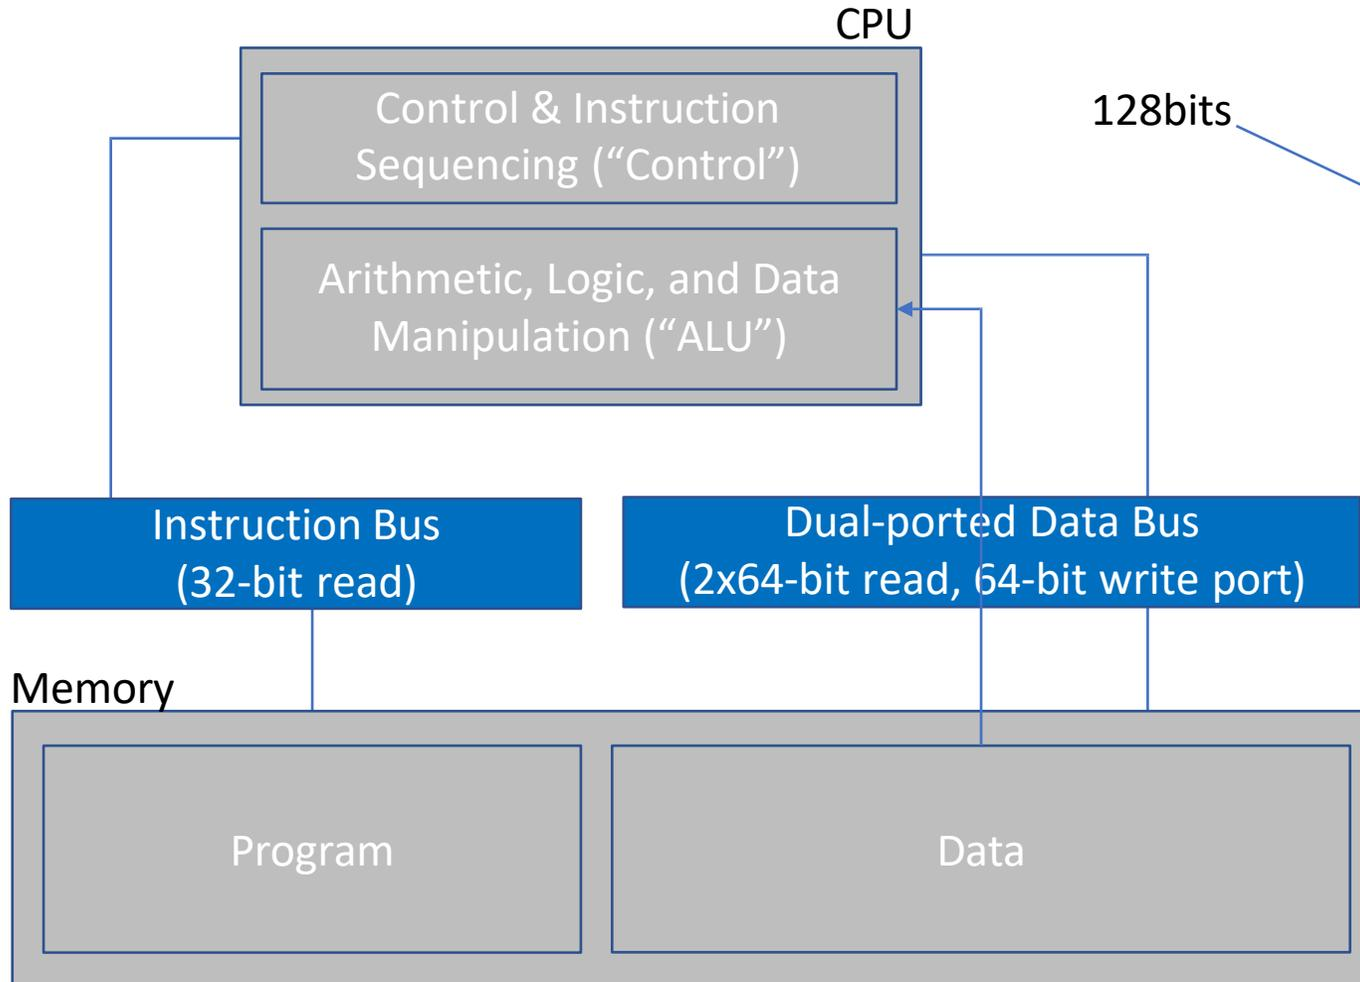 CPU
Control & Instruction
Sequencing (“Control”)
128bits
Arithmetic, Logic, and Data
Manipulation (“ALU”)
Instruction Bus
(32-bit read)
Dual-ported Data Bus
(2x64-bit read, 64-bit write port)
Memory
Program
Data